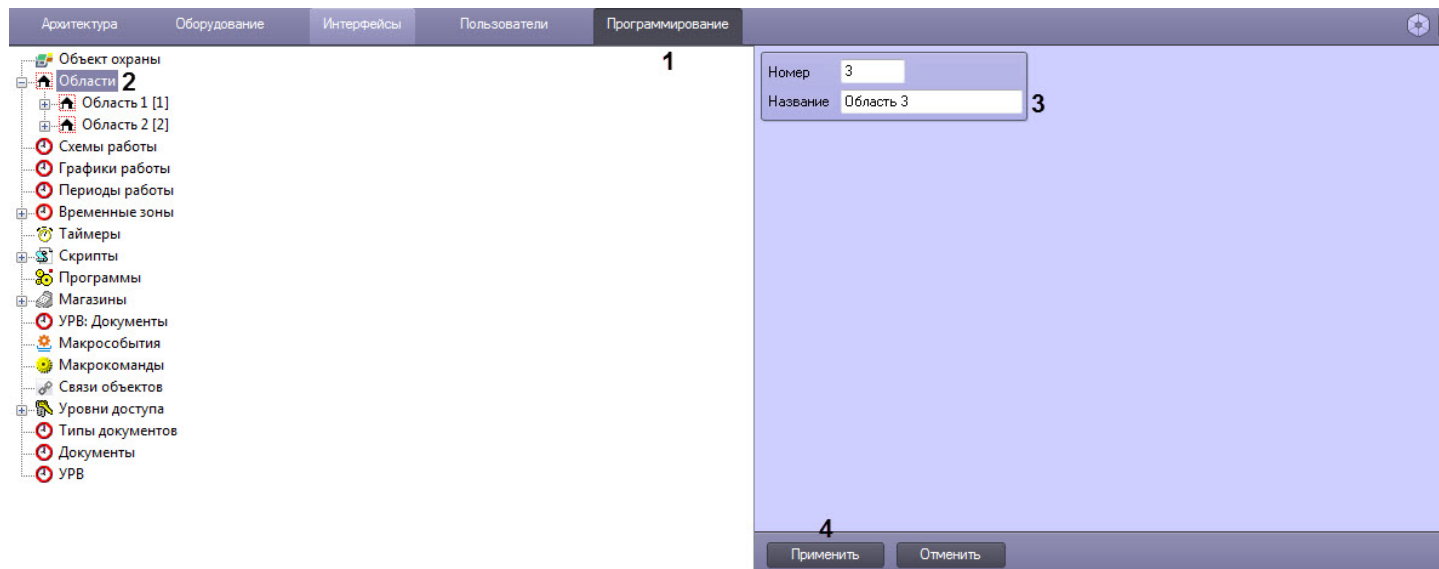 Архитектура Оборудование Интерфейсы Пользователи Программирование
1
Объект охраны
Области 2
Область 1 [1]
Область 2 [2]
Схемы работы
Графики работы
Периоды работы
Временные зоны
Таймеры
Скрипты
Программы
Магазины
УРВ: Документы
Макрособытия
Макрокоманды
Связи объектов
Уровни доступа
Типы документов
Документы
УРВ
Номер 3
Название Область 3 3
4
Применить Отменить